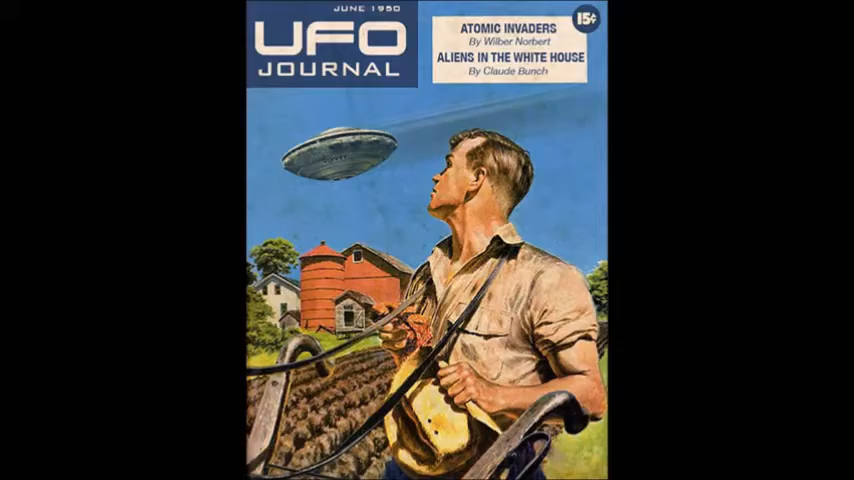 JUNE 1950
UFO
JOURNAL
ATOMIC INVADERS
By Wilber Norbert
ALIENS IN THE WHITE HOUSE
By Claude Bunch
15¢